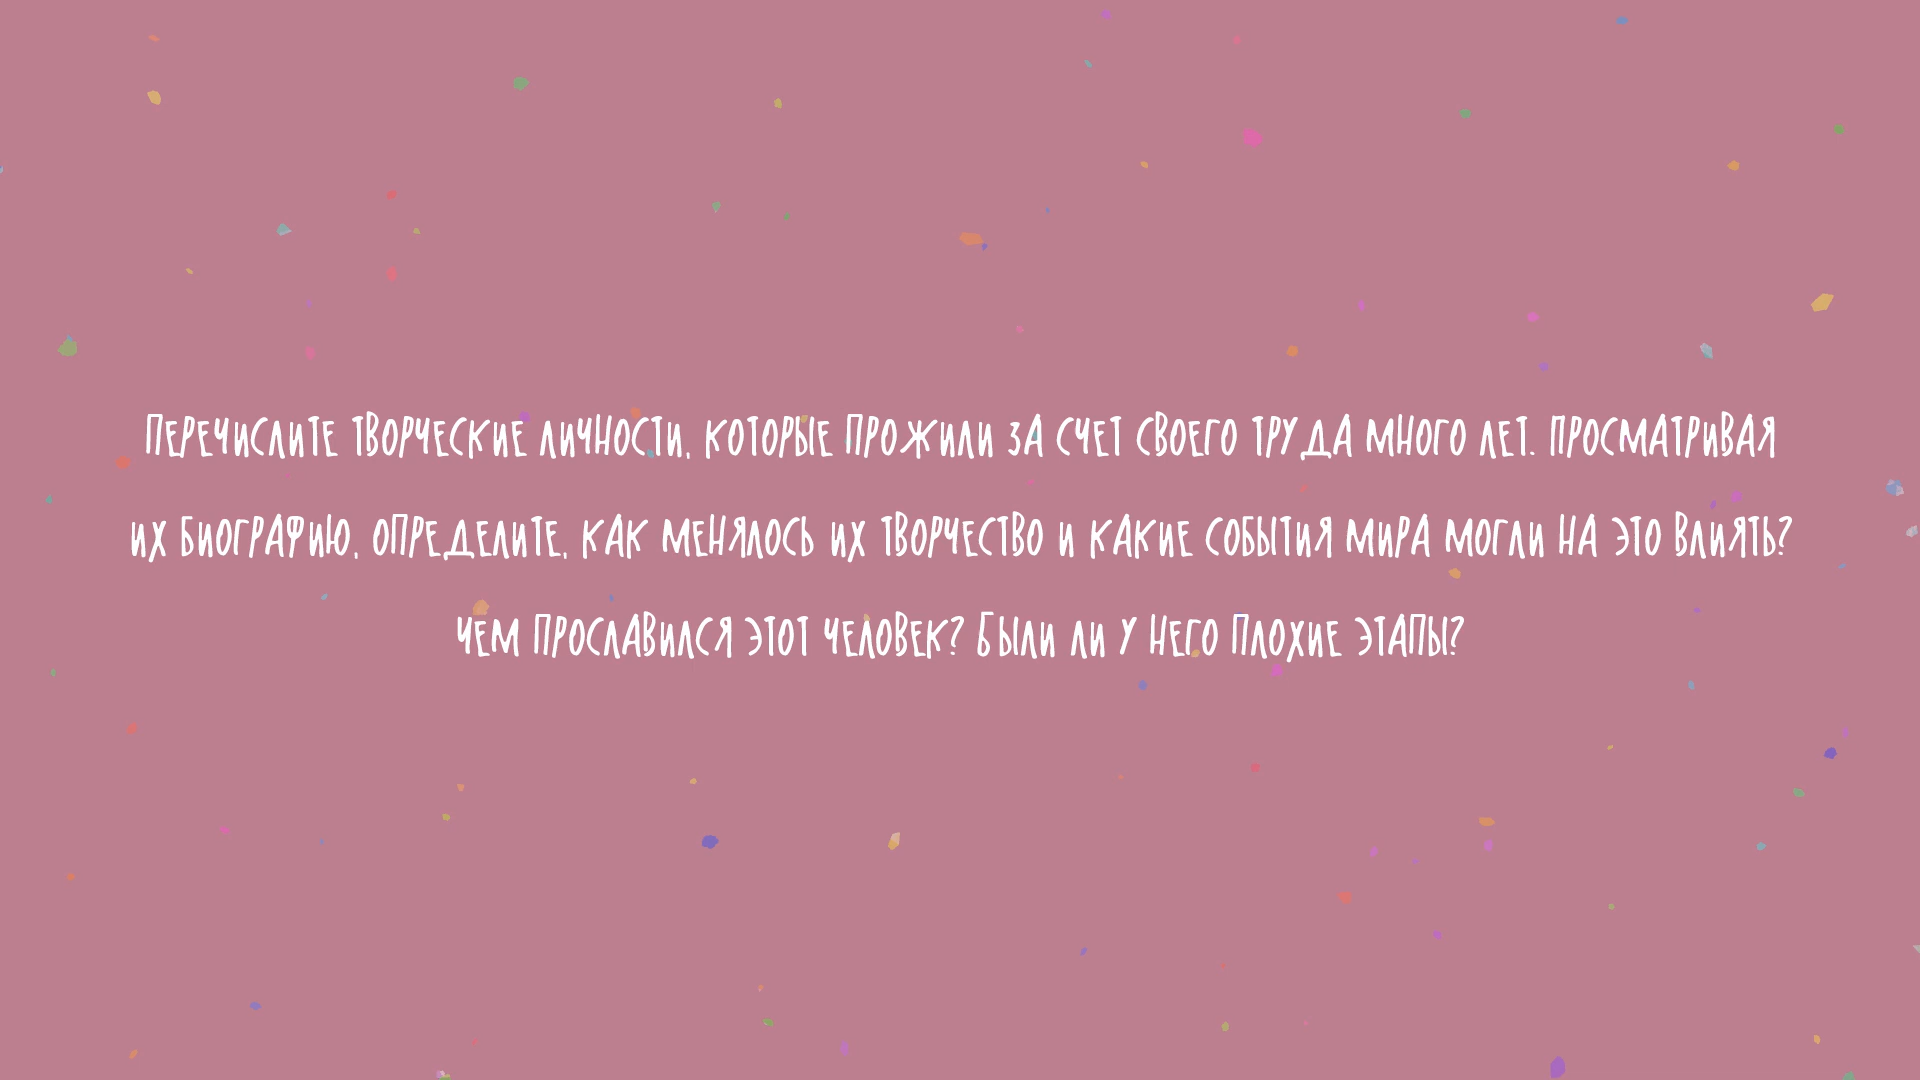 Перечислите творческие личности, которые прожили за счет своего труда много лет. Просматривая
их биографию, определите, как менялось их творчество и какие события мира могли на это влиять?
Чем прославился этот человек? Были ли у него плохие этапы?